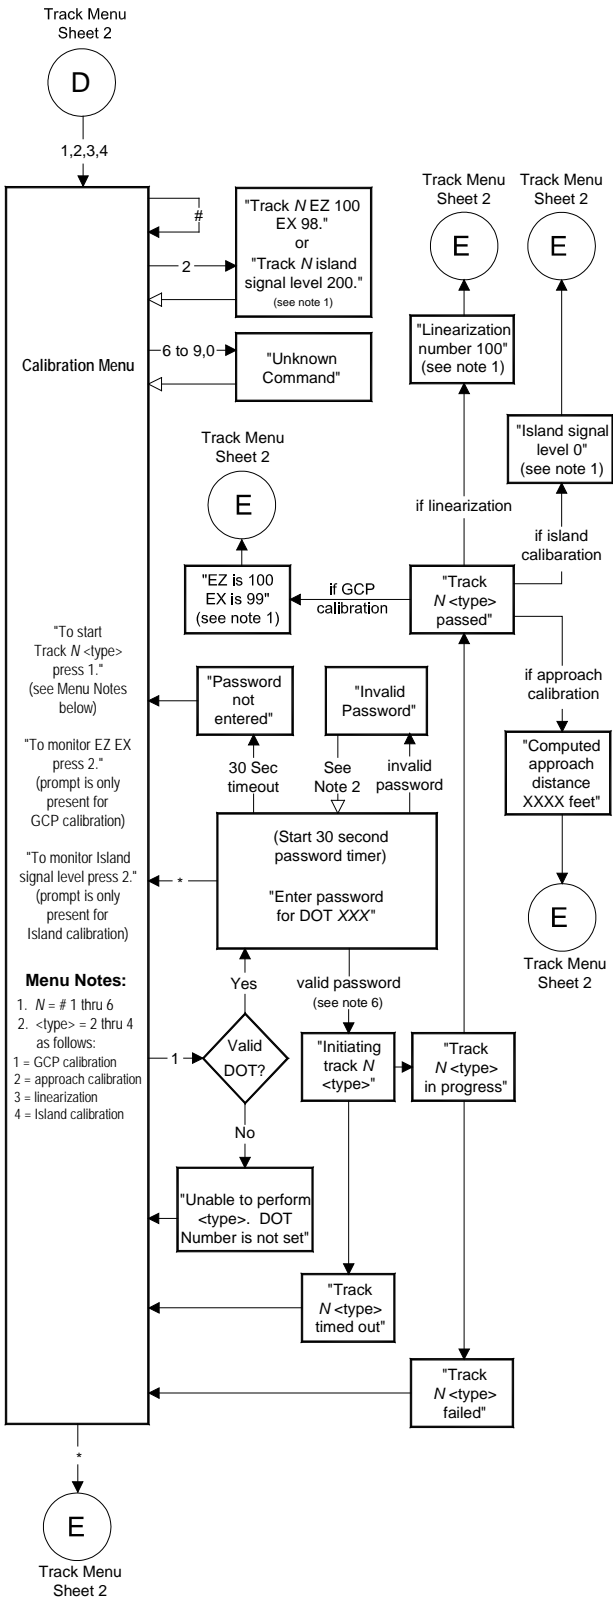 Track Menu
Sheet 2
D
1,2,3,4
#
"Track N EZ 100
EX 98."
or
"Track N island
signal level 200."
(see note 1)
2
Calibration Menu
6 to 9,0
"Unknown
Command"
Track Menu
Sheet 2
E
Track Menu
Sheet 2
E
Track Menu
Sheet 2
E
"Linearization
number 100"
(see note 1)
"Island signal
level 0"
(see note 1)
if linearization
if island
calibaration
"EZ is 100
EX is 99"
(see note 1)
if GCP
calibration
"Track
N <type>
passed"
if approach
calibration
"Computed
approach
distance
XXXX feet"
E
Track Menu
Sheet 2
"To start
Track N <type>
press 1."
(see Menu Notes
below)
"To monitor EZ EX
press 2."
(prompt is only
present for
GCP calibration)
"To monitor Island
signal level press 2."
(prompt is only
present for
Island calibration)
Menu Notes:
1. N = # 1 thru 6
2. <type> = 2 thru 4
as follows:
1 = GCP calibration
2 = approach calibration
3 = linearization
4 = Island calibration
"Password
not
entered"
"Invalid
Password"
30 Sec
timeout
See
Note 2
invalid
password
(Start 30 second
password timer)
"Enter password
for DOT XXX"
*
Yes
valid password
(see note 6)
1
Valid
DOT?
"Initiating
track N
<type>"
"Track
N <type>
in progress"
No
"Unable to perform
<type>. DOT
Number is not set"
"Track
N <type>
timed out"
"Track
N <type>
failed"
*
E
Track Menu
Sheet 2